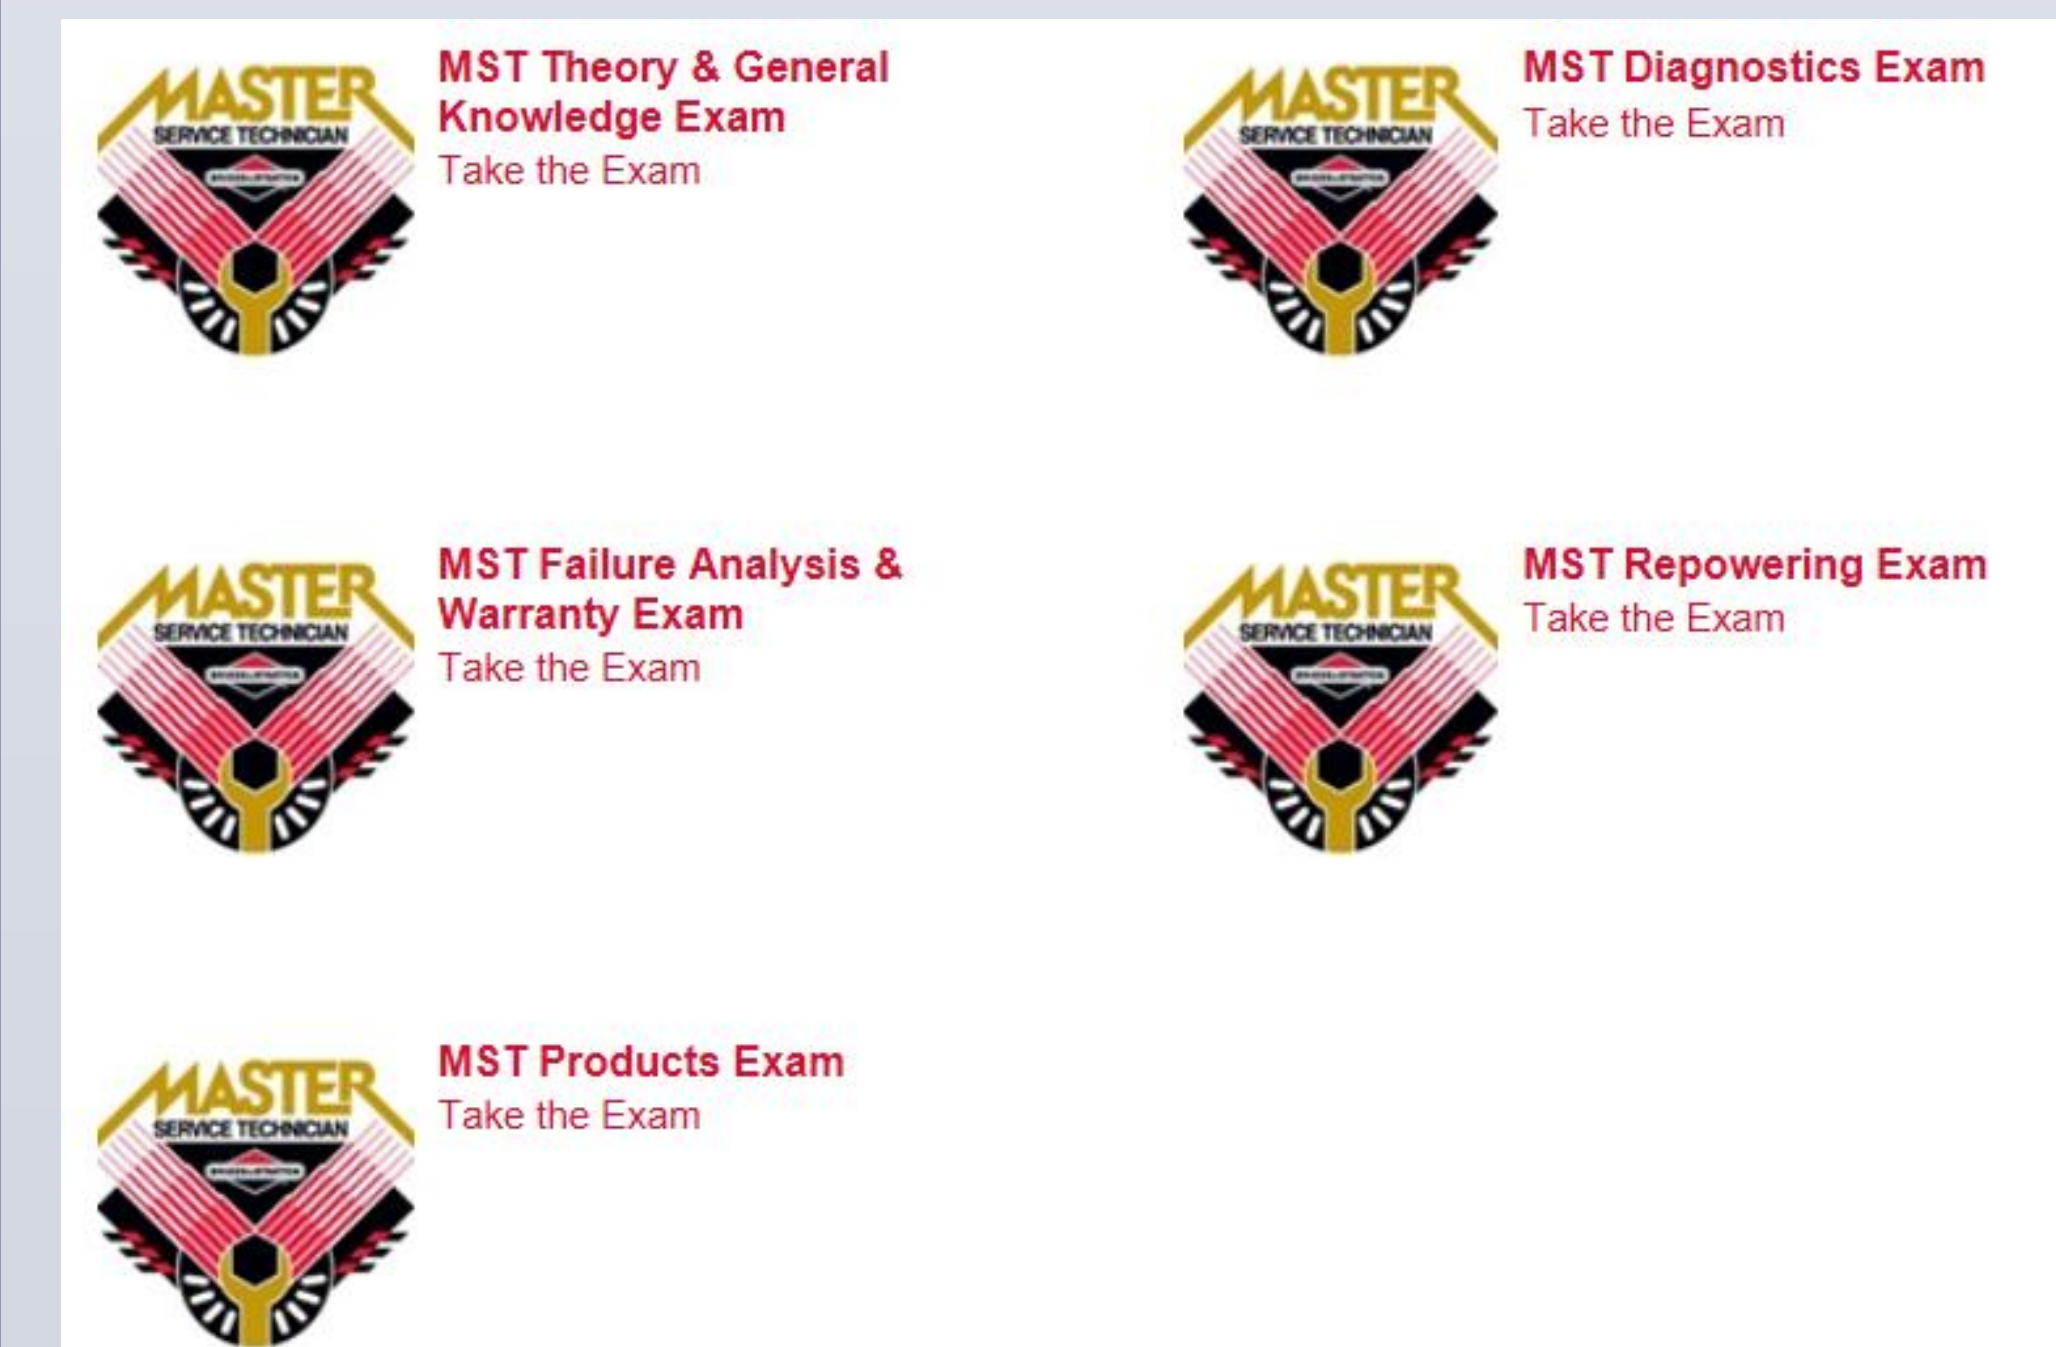 MASTER
SERVICE TECHNICIAN
MST Theory & General
Knowledge Exam
Take the Exam
MASTER
SERVICE TECHNICIAN
MST Diagnostics Exam
Take the Exam
MASTER
SERVICE TECHNICIAN
MST Failure Analysis &
Warranty Exam
Take the Exam
MASTER
SERVICE TECHNICIAN
MST Repowering Exam
Take the Exam
MASTER
SERVICE TECHNICIAN
MST Products Exam
Take the Exam